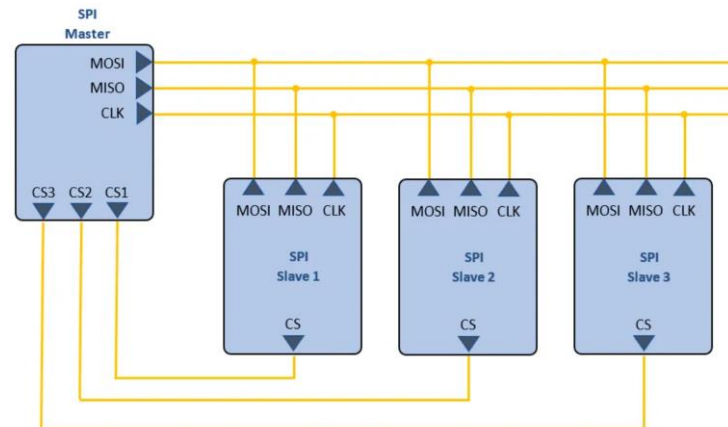 SPI
Master
MOSI
MISO
CLK
CS3 CS2 CS1
MOSI MISO CLK
SPI
Slave 1
CS
MOSI MISO CLK
SPI
Slave 2
CS
MOSI MISO CLK
SPI
Slave 3
CS